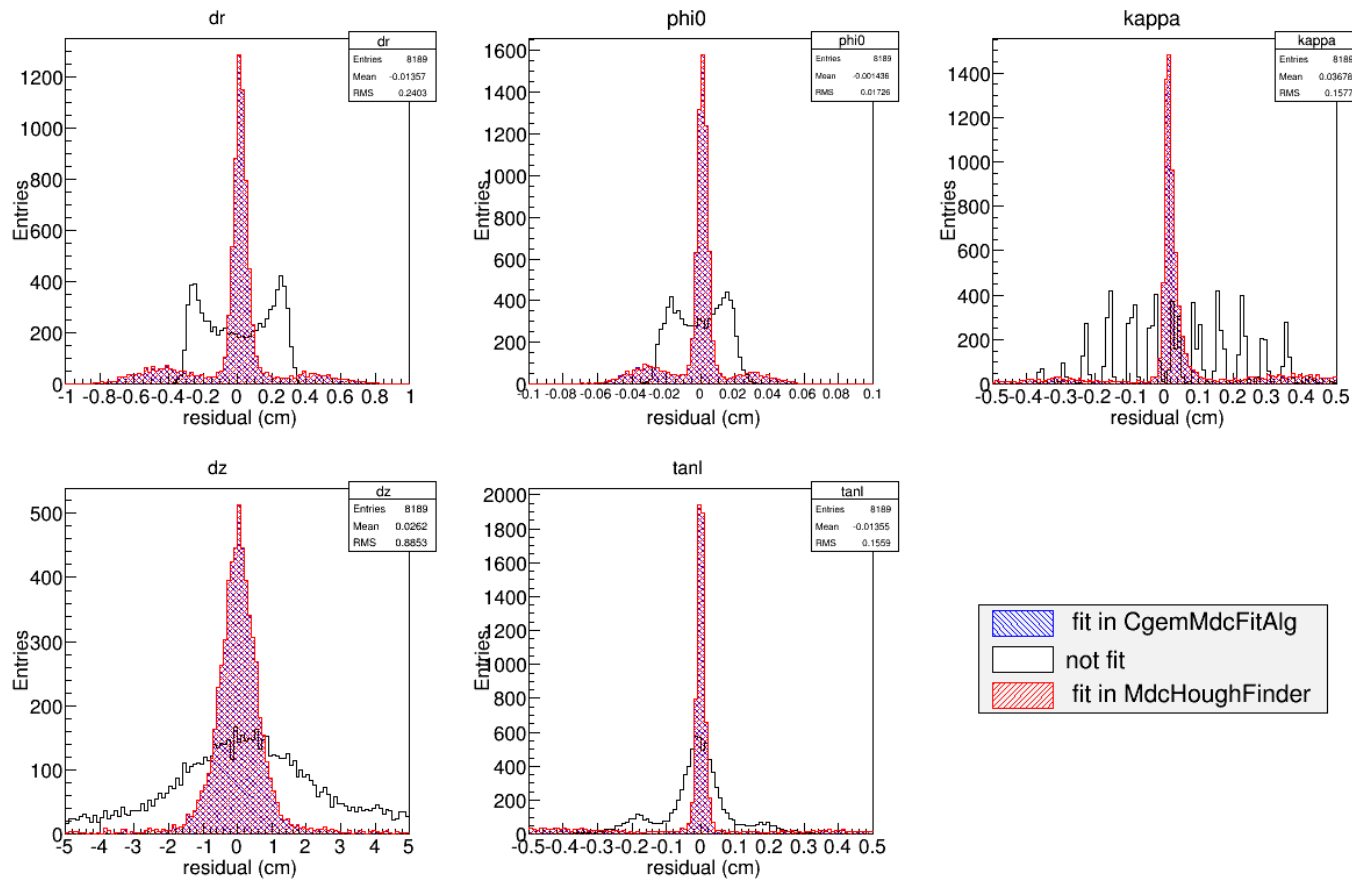 dr
dr
Entries 8189
Mean -0.01357
RMS 0.2403
Entries
1200
1000
800
600
400
200
0
-1 -0.8 -0.6 -0.4 -0.2 0 0.2 0.4 0.6 0.8 1
residual (cm)
phi0
phi0
Entries 8189
Mean -0.001436
RMS 0.01726
Entries
1600
1400
1200
1000
800
600
400
200
0
-0.1 -0.08 -0.06 -0.04 -0.02 0 0.02 0.04 0.06 0.08 0.1
residual (cm)
kappa
kappa
Entries 8189
Mean 0.03678
RMS 0.1577
Entries
1400
1200
1000
800
600
400
200
0
-0.5 -0.4 -0.3 -0.2 -0.1 0 0.1 0.2 0.3 0.4 0.5
residual (cm)
dz
dz
Entries 8189
Mean 0.0262
RMS 0.8853
Entries
500
400
300
200
100
0
-5 -4 -3 -2 -1 0 1 2 3 4 5
residual (cm)
tanl
tanl
Entries 8189
Mean -0.01355
RMS 0.1559
Entries
2000
1800
1600
1400
1200
1000
800
600
400
200
0
-0.5 -0.4 -0.3 -0.2 -0.1 0 0.1 0.2 0.3 0.4 0.5
residual (cm)
fit in CgemMdcFitAlg
not fit
fit in MdcHoughFinder